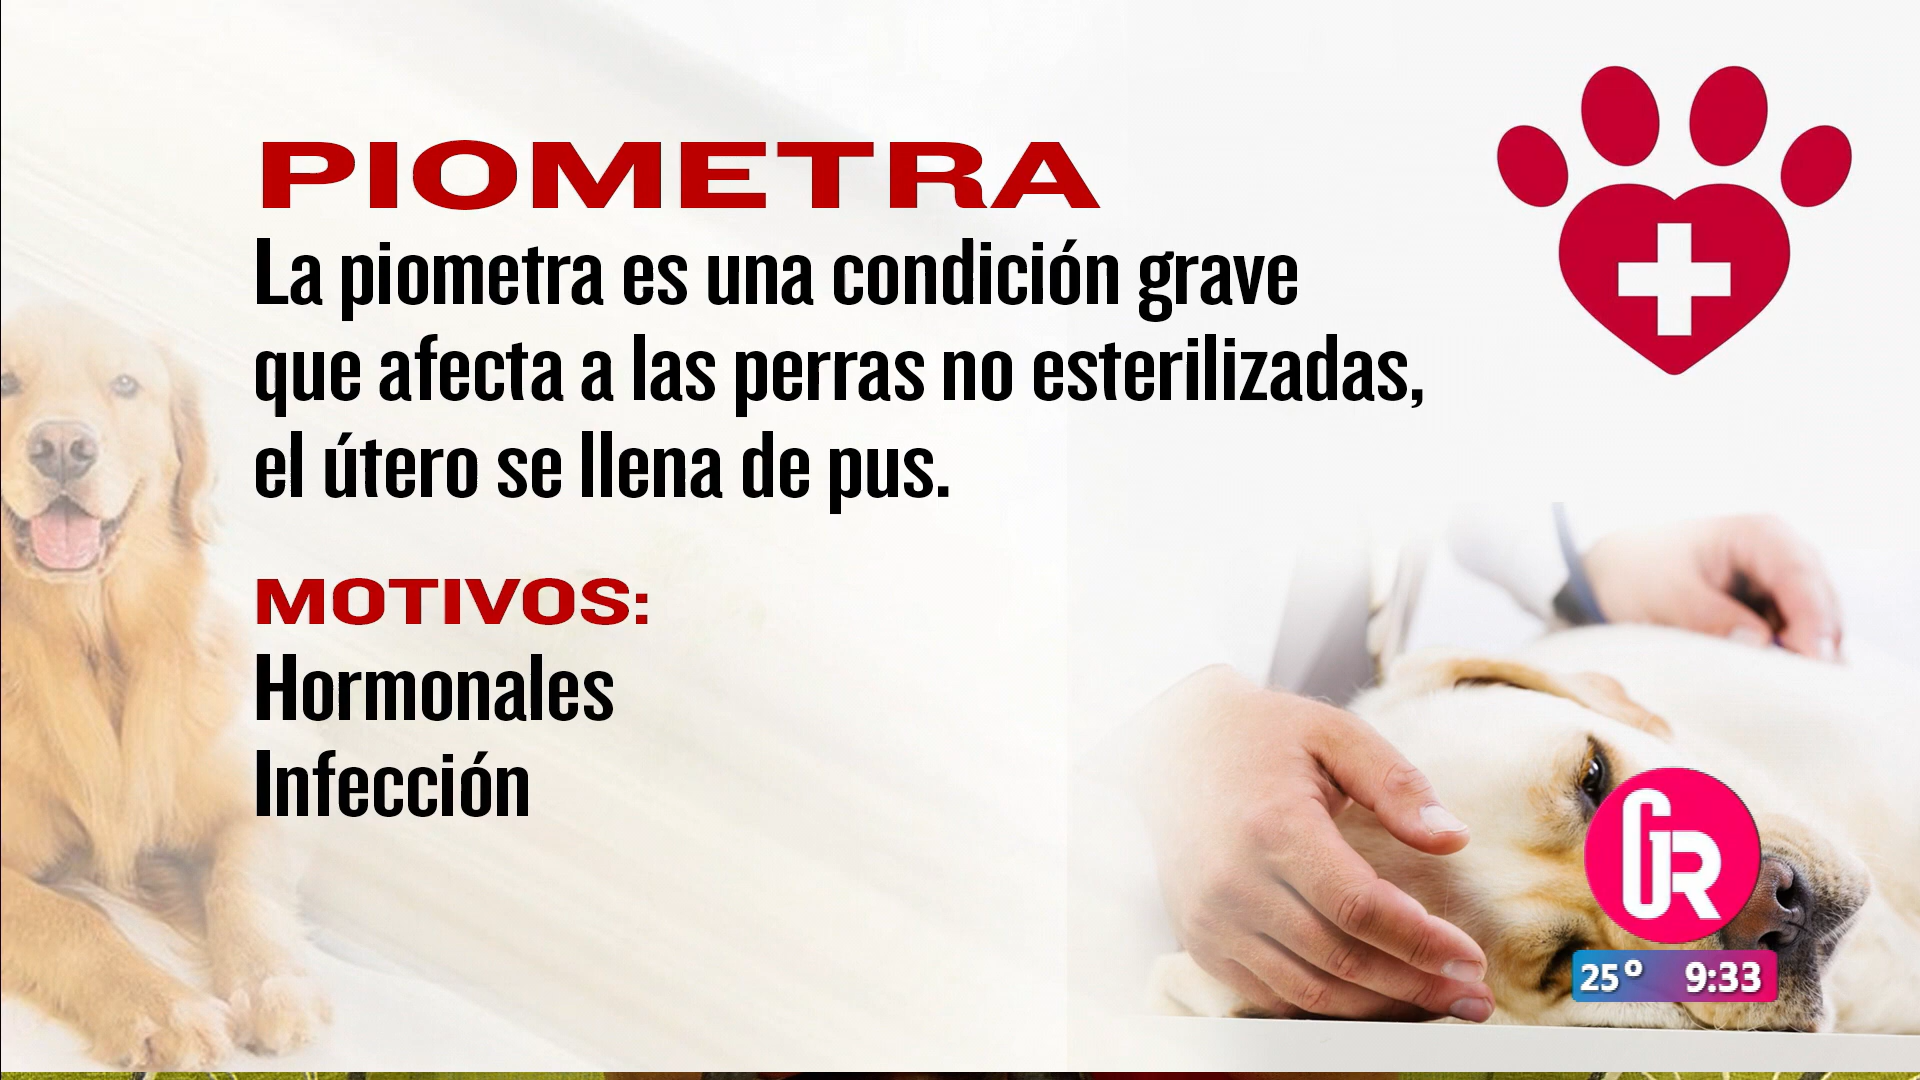 PIOMETRA
La piometra es una condición grave
que afecta a las perras no esterilizadas,
el útero se llena de pus.
MOTIVOS:
Hormonales
Infección
GR
25° 9:33